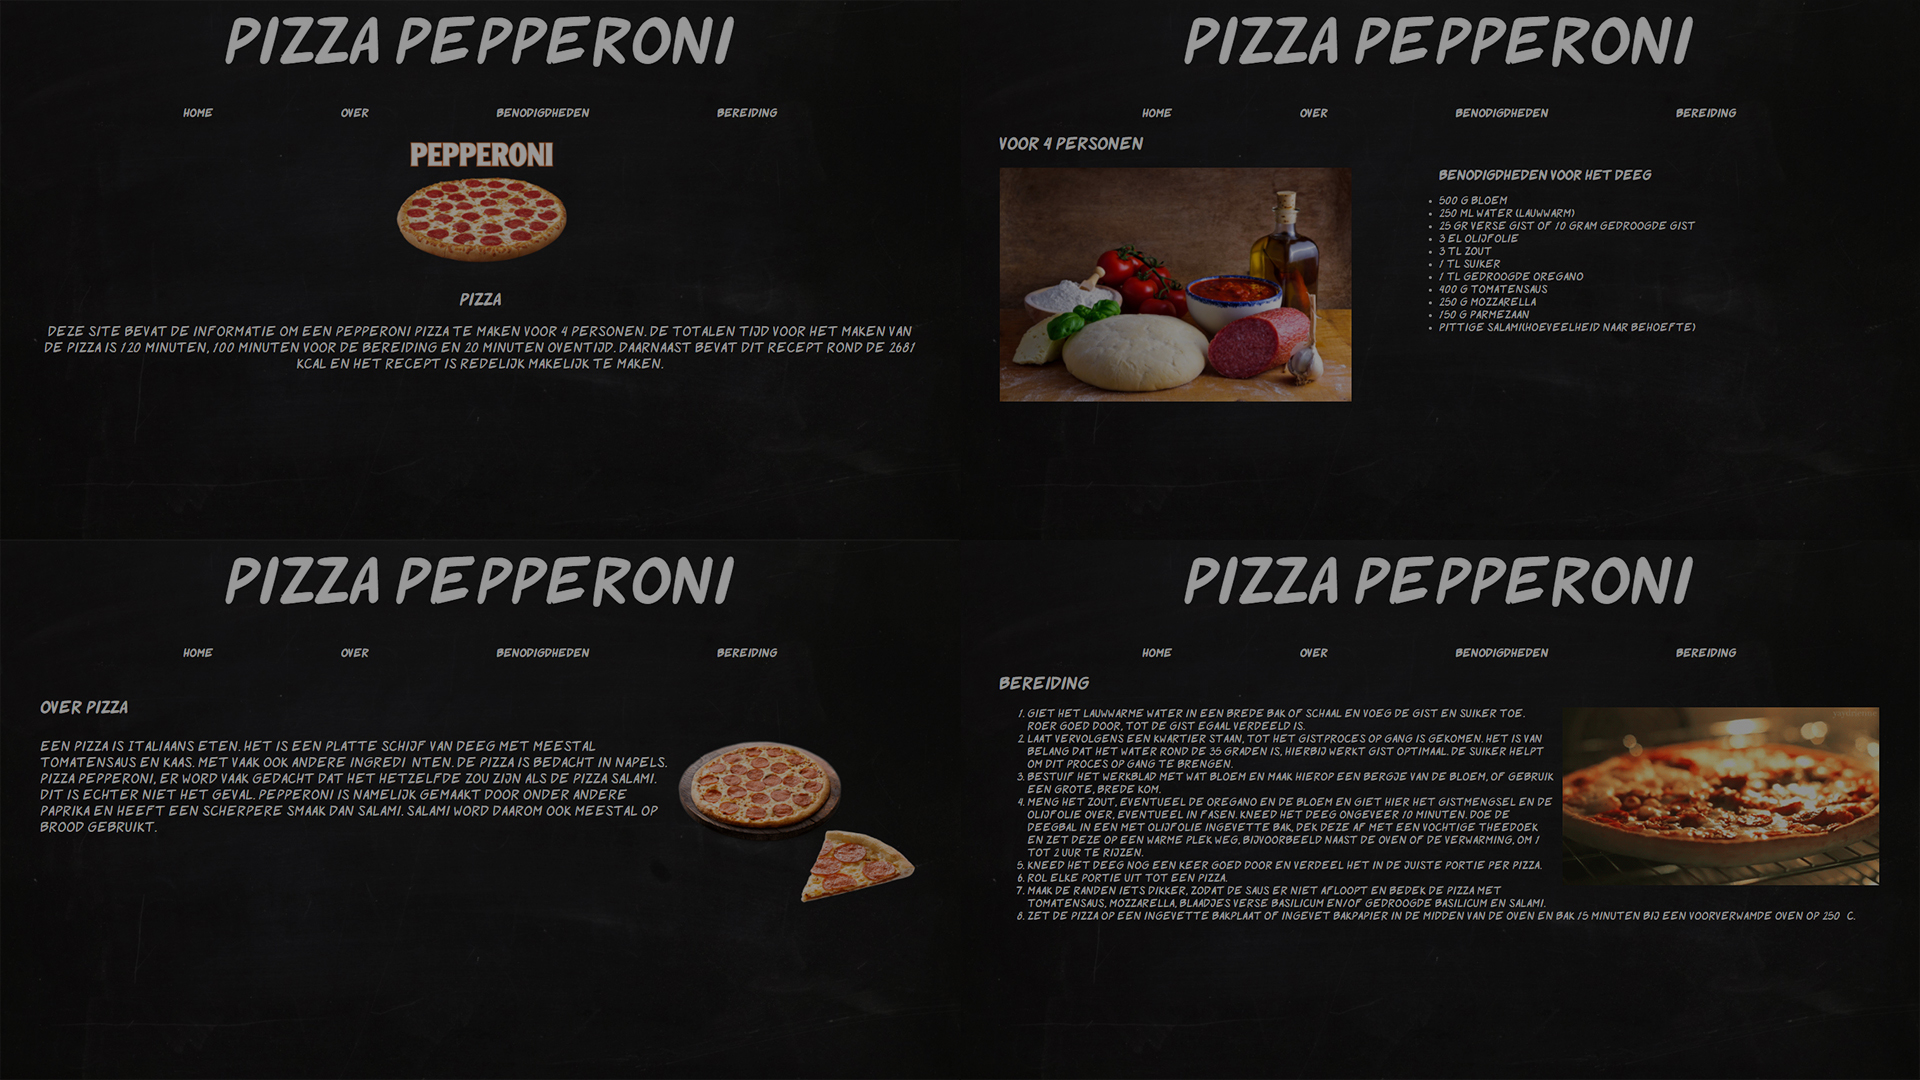 PIZZA PEPPERONI
HOME OVER BENODIGDHEDEN BEREIDING
PEPPERONI
PIZZA
DEZE SITE BEVAT DE INFORMATIE OM EEN PEPPERONI PIZZA TE MAKEN VOOR 4 PERSONEN. DE TOTALEN TIJD VOOR HET MAKEN VAN
DE PIZZA IS 120 MINUTEN, 100 MINUTEN VOOR DE BEREIDING EN 20 MINUTEN OVENTIJD. DAARNAAST BEVAT DIT RECEPT ROND DE 2681
KCAL EN HET RECEPT IS REDELIJK MAKELIJK TE MAKEN.
PIZZA PEPPERONI
HOME OVER BENODIGDHEDEN BEREIDING
VOOR 4 PERSONEN
BENODIGDHEDEN VOOR HET DEEG
• 500 G BLOEM
• 250 ML WATER (LAUWWARM)
• 25 GR VERSE GIST OF 10 GRAM GEDROOGDE GIST
• 3 EL OLIJFOLIE
• 3 TL ZOUT
• 1 TL SUIKER
• 1 TL GEDROOGDE OREGANO
• 400 G TOMATENSAUS
• 250 G MOZZARELLA
• 150 G PARMEZAAN
• PITTIGE SALAMI(HOEVEELHEID NAAR BEHOEFTE)
PIZZA PEPPERONI
HOME OVER BENODIGDHEDEN BEREIDING
OVER PIZZA
EEN PIZZA IS ITALIAANS ETEN. HET IS EEN PLATTE SCHIJF VAN DEEG MET MEESTAL
TOMATENSAUS EN KAAS. MET VAAK OOK ANDERE INGREDI NTEN. DE PIZZA IS BEDACHT IN NAPELS.
PIZZA PEPPERONI, ER WORD VAAK GEDACHT DAT HET HETZELFDE ZOU ZIJN ALS DE PIZZA SALAMI.
DIT IS ECHTER NIET HET GEVAL. PEPPERONI IS NAMELIJK GEMAAKT DOOR ONDER ANDERE
PAPRIKA EN HEEFT EEN SCHERPERE SMAAK DAN SALAMI. SALAMI WORD DAAROM OOK MEESTAL OP
BROOD GEBRUIKT.
PIZZA PEPPERONI
HOME OVER BENODIGDHEDEN BEREIDING
BEREIDING
1. GIET HET LAUWWARME WATER IN EEN BREDE BAK OF SCHAAL EN VOEG DE GIST EN SUIKER TOE.
ROER GOED DOOR, TOT DE GIST EGAAL VERDEELD IS.
2. LAAT VERVOLGENS EEN KWARTIER STAAN, TOT HET GISTPROCES OP GANG IS GEKOMEN. HET IS VAN
BELANG DAT HET WATER ROND DE 35 GRADEN IS, HIERBIJ WERKT GIST OPTIMAAL. DE SUIKER HELPT
OM DIT PROCES OP GANG TE BRENGEN.
3. BESTUIF HET WERKBLAD MET WAT BLOEM EN MAAK HIEROP EEN BERGJE VAN DE BLOEM, OF GEBRUIK
EEN GROTE, BREDE KOM.
4. MENG HET ZOUT, EVENTUEEL DE OREGANO EN DE BLOEM EN GIET HIER HET GISTMENGSEL EN DE
OLIJFOLIE OVER, EVENTUEEL IN FASEN. KNEED HET DEEG ONGEVEER 10 MINUTEN. DOE DE
DEEGBAL IN EEN MET OLIJFOLIE INGEVETTE BAK, DEK DEZE AF MET EEN VOCHTIGE THEEDOEK
EN ZET DEZE OP EEN WARME PLEK WEG, BIJVOORBEELD NAAST DE OVEN OF DE VERWARMING, OM 1
TOT 2 UUR TE RIJZEN.
5. KNEED HET DEEG NOG EEN KEER GOED DOOR EN VERDEEL HET IN DE JUISTE PORTIE PER PIZZA.
6. ROL ELKE PORTIE UIT TOT EEN PIZZA.
7. MAAK DE RANDEN IETS DIKKER, ZODAT DE SAUS ER NIET AFLOOPT EN BEDEK DE PIZZA MET
TOMATENSAUS, MOZZARELLA, BLAADJES VERSE BASILICUM EN/OF GEDROOGDE BASILICUM EN SALAMI.
8. ZET DE PIZZA OP EEN INGEVETTE BAKPLAAT OF INGEVET BAKPAPIER IN DE MIDDEN VAN DE OVEN EN BAK 15 MINUTEN BIJ EEN VOORVERWAMDE OVEN OP 250 C.